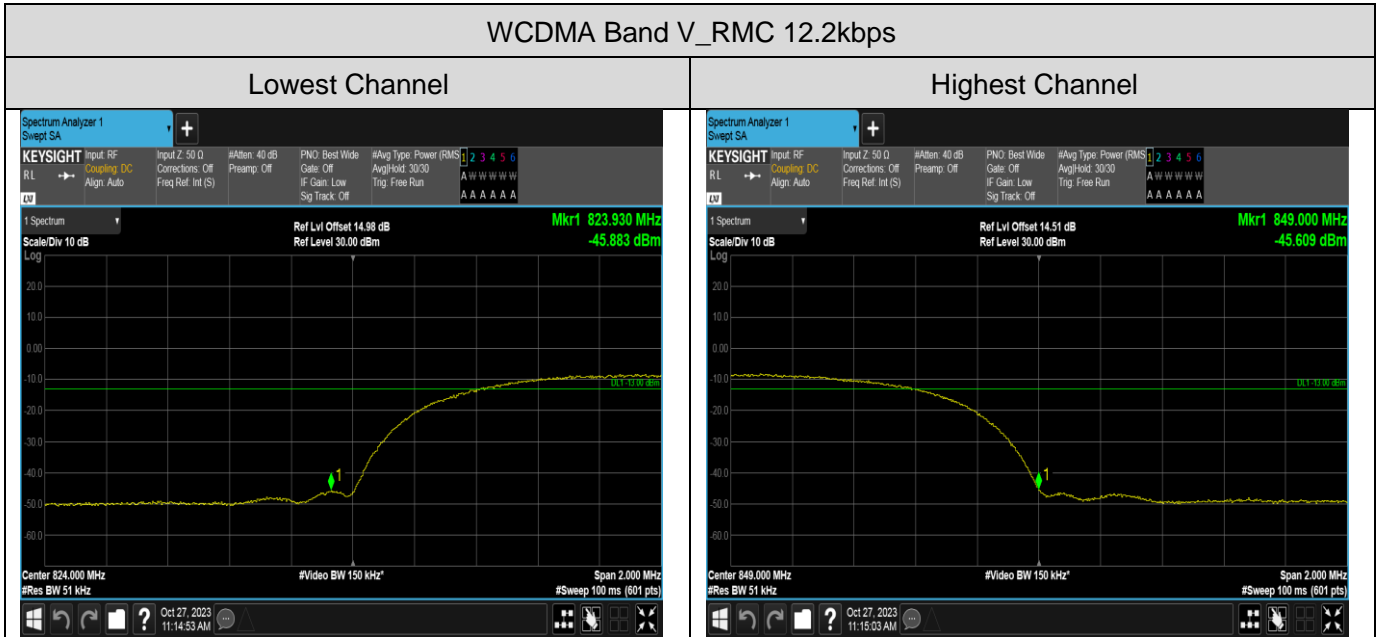 WCDMA Band V_RMC 12.2kbps
Lowest Channel
Highest Channel
Spectrum Analyzer 1
Swept SA
+
KEYSIGHT
RL
Input: RF
Coupling: DC
Align: Auto
Input Z: 50 Ω
Corrections: Off
Freq Ref: Int (S)
#Atten: 40 dB
Preamp: Off
PNO: Best Wide
Gate: Off
IF Gain: Low
Sig Track: Off
#Avg Type: Power (RMS
Avg|Hold: 30/30
Trig: Free Run
1 2 3 4 5 6
A W W W W W
A A A A A A
1 Spectrum
Scale/Div 10 dB
Log
Ref Lvl Offset 14.98 dB
Ref Level 30.00 dBm
Mkr1 823.930 MHz
-45.883 dBm
20.0
10.0
0.00
-10.0
DL1 -13.00 dBm
-20.0
-30.0
-40.0
1
-50.0
-60.0
Center 824.000 MHz
#Res BW 51 kHz
#Video BW 150 kHz*
Span 2.000 MHz
#Sweep 100 ms (601 pts)
?
Oct 27, 2023
11:14:53 AM
Spectrum Analyzer 1
Swept SA
+
KEYSIGHT
RL
Input: RF
Coupling: DC
Align: Auto
Input Z: 50 Ω
Corrections: Off
Freq Ref: Int (S)
#Atten: 40 dB
Preamp: Off
PNO: Best Wide
Gate: Off
IF Gain: Low
Sig Track: Off
#Avg Type: Power (RMS
Avg|Hold: 30/30
Trig: Free Run
1 2 3 4 5 6
A W W W W W
A A A A A A
1 Spectrum
Scale/Div 10 dB
Log
Ref Lvl Offset 14.51 dB
Ref Level 30.00 dBm
Mkr1 849.000 MHz
-45.609 dBm
20.0
10.0
0.00
-10.0
DL1 -13.00 dBm
-20.0
-30.0
-40.0
1
-50.0
-60.0
Center 849.000 MHz
#Res BW 51 kHz
#Video BW 150 kHz*
Span 2.000 MHz
#Sweep 100 ms (601 pts)
?
Oct 27, 2023
11:15:03 AM